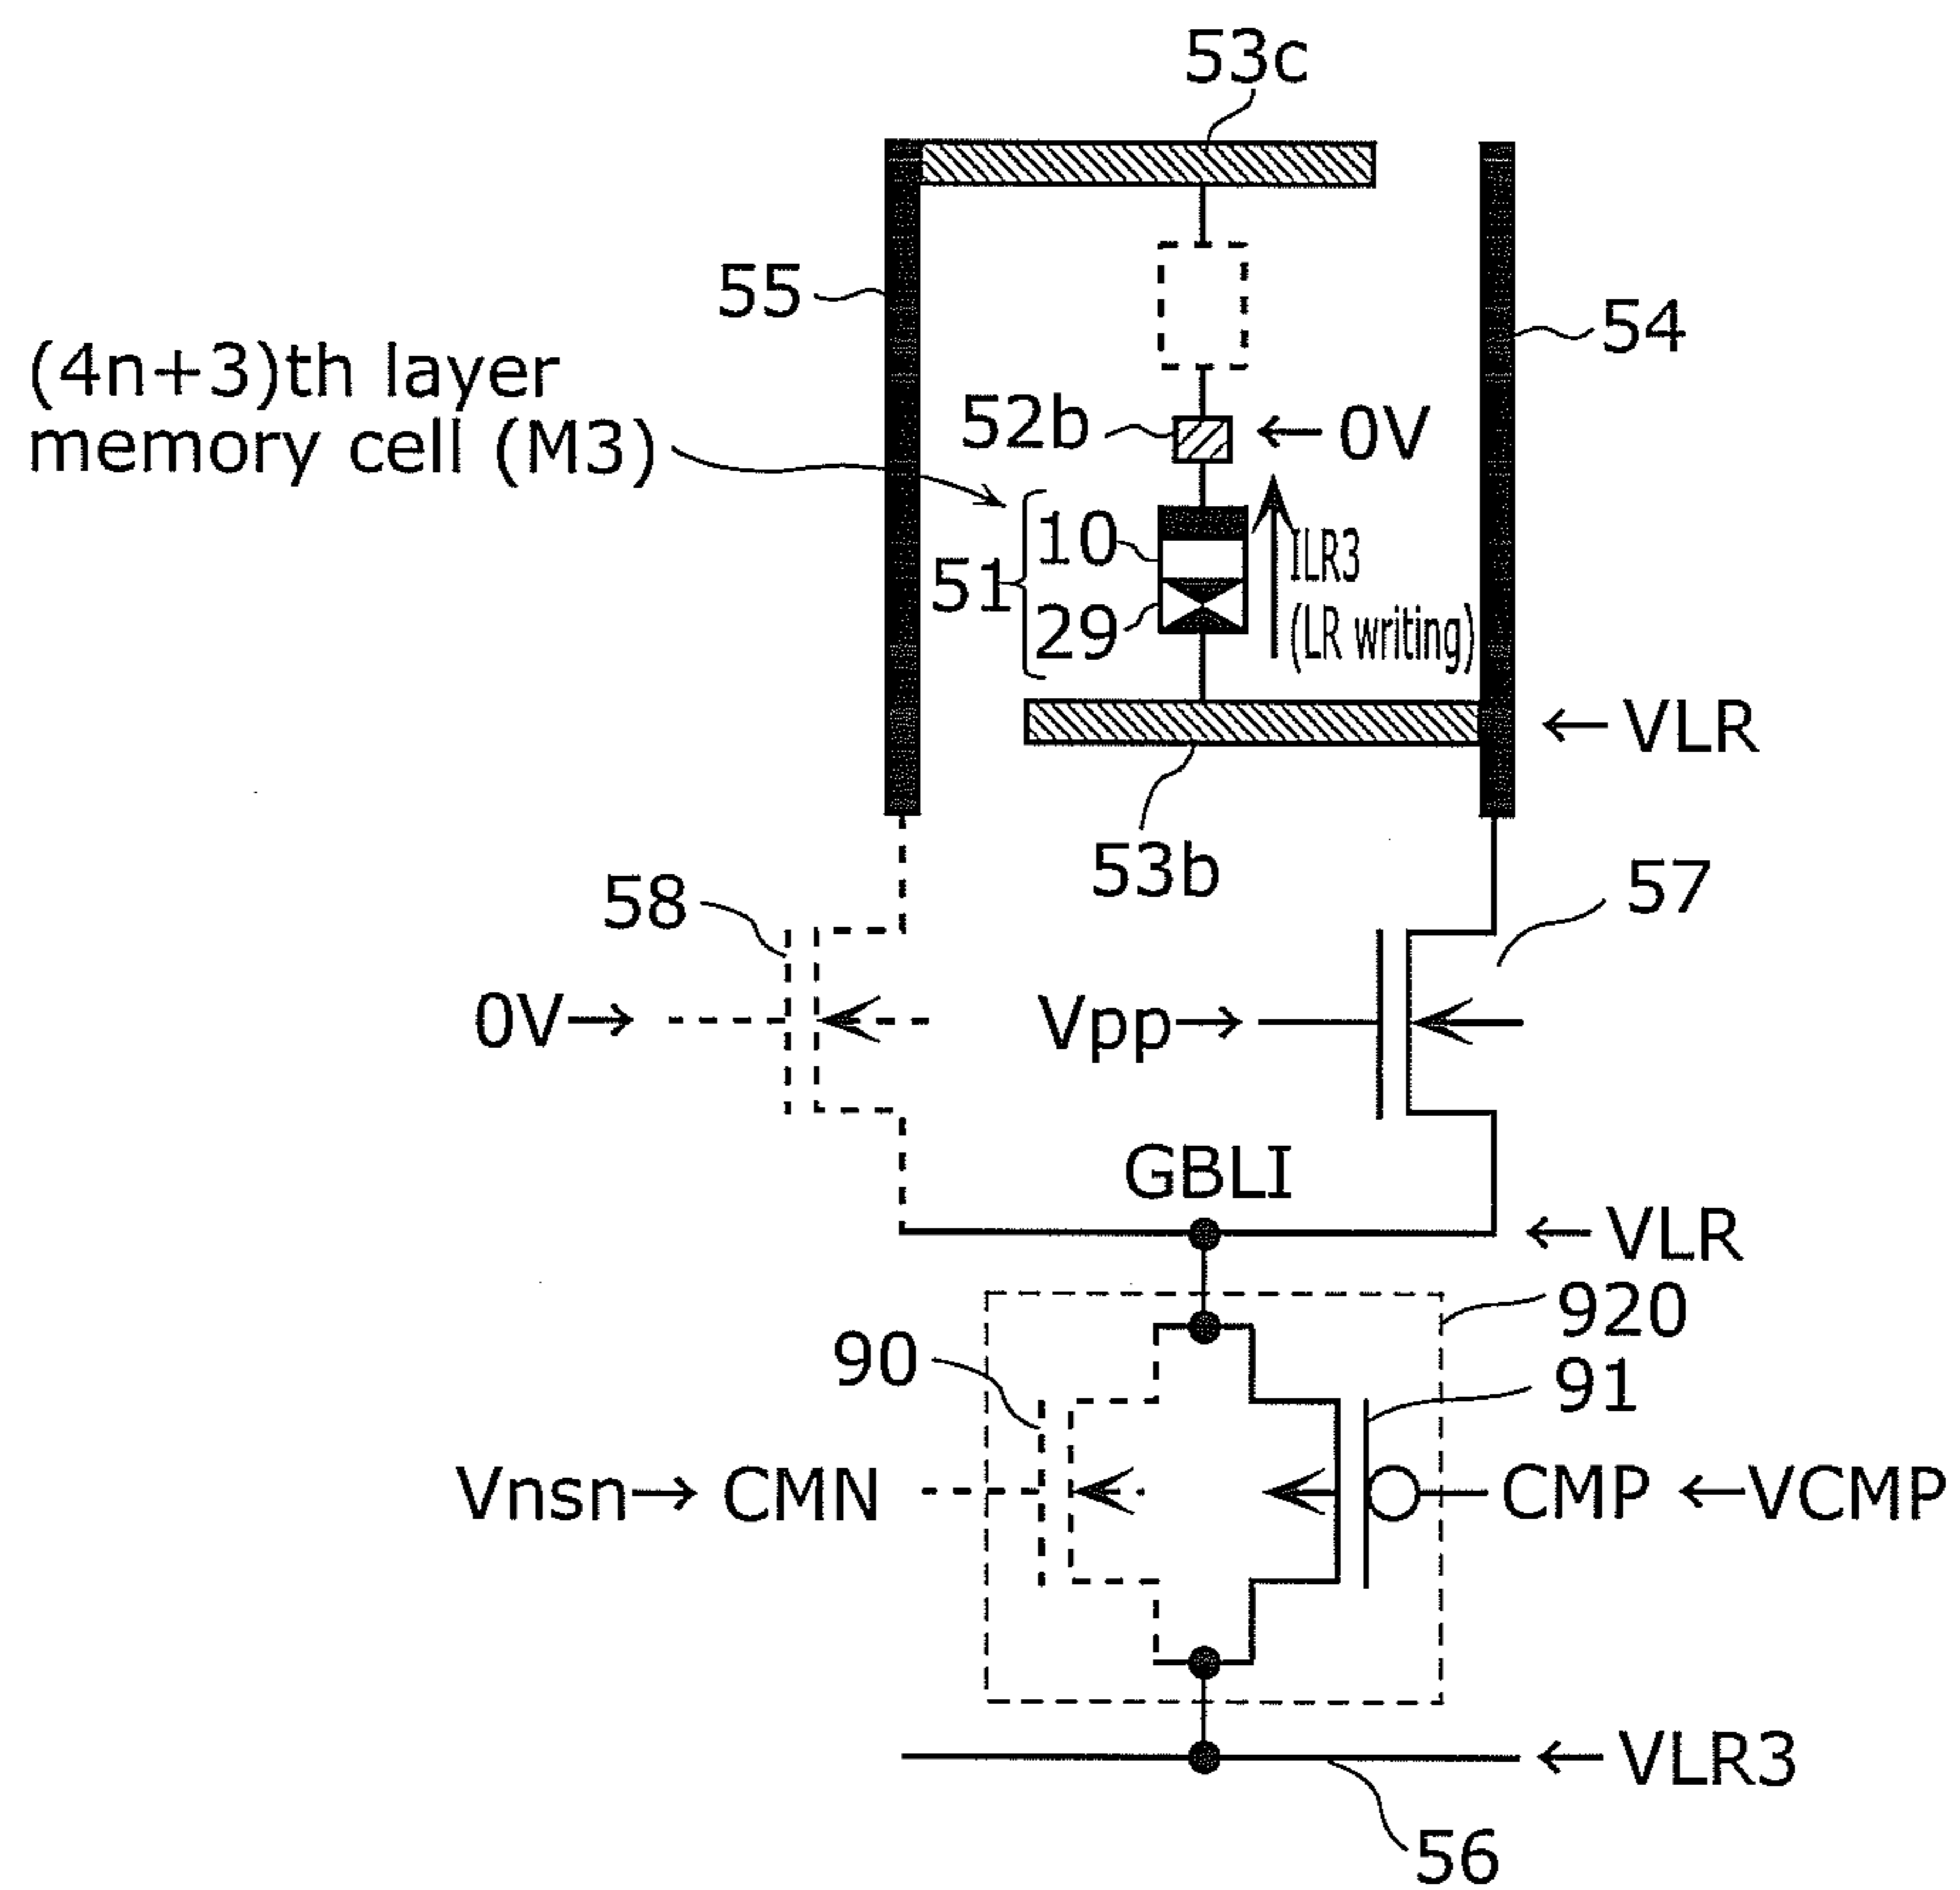 53c
55
54
(4n+3)th layer
memory cell (M3)
52b
0V
10
51
29
ILR3
(LR writing)
VLR
53b
58
57
0V
Vpp
GBLI
VLR
920
90
91
Vnsn
CMN
CMP
VCMP
VLR3
56